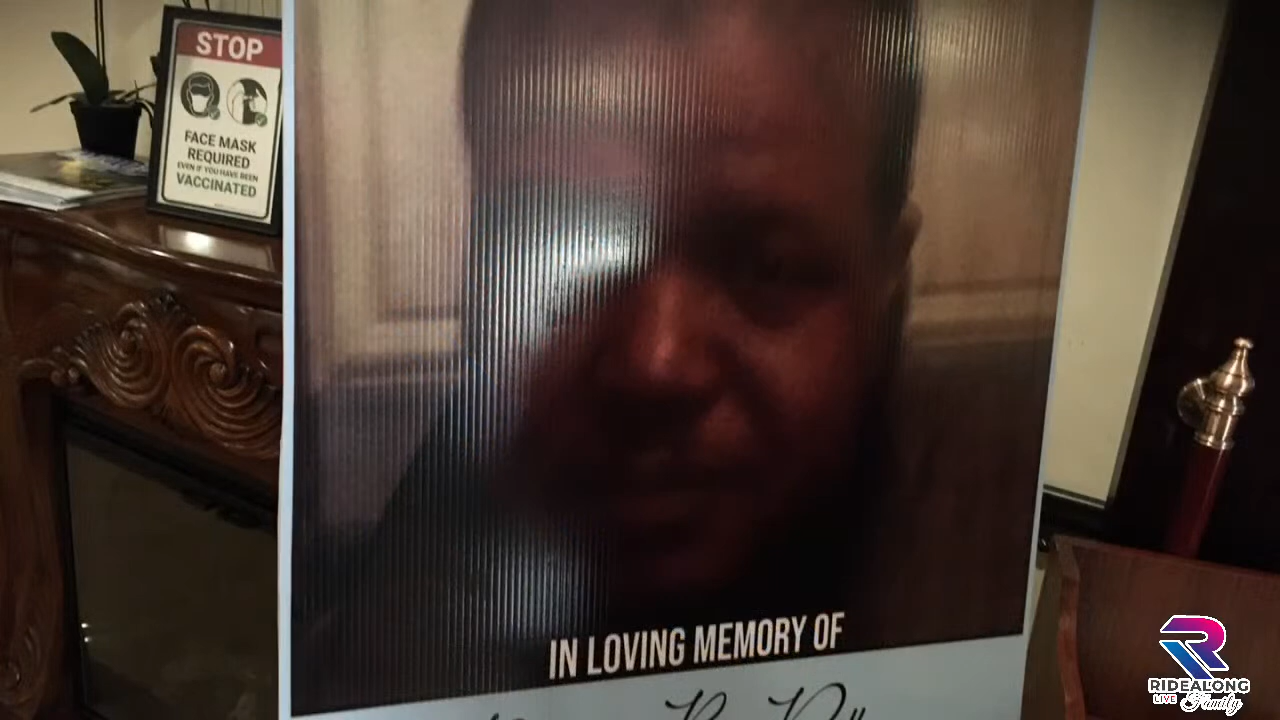 STOP
FACE MASK
REQUIRED
EVEN IF YOU HAVE BEEN
VACCINATED
IN LOVING MEMORY OF
RIDEALONG
LIVE Family